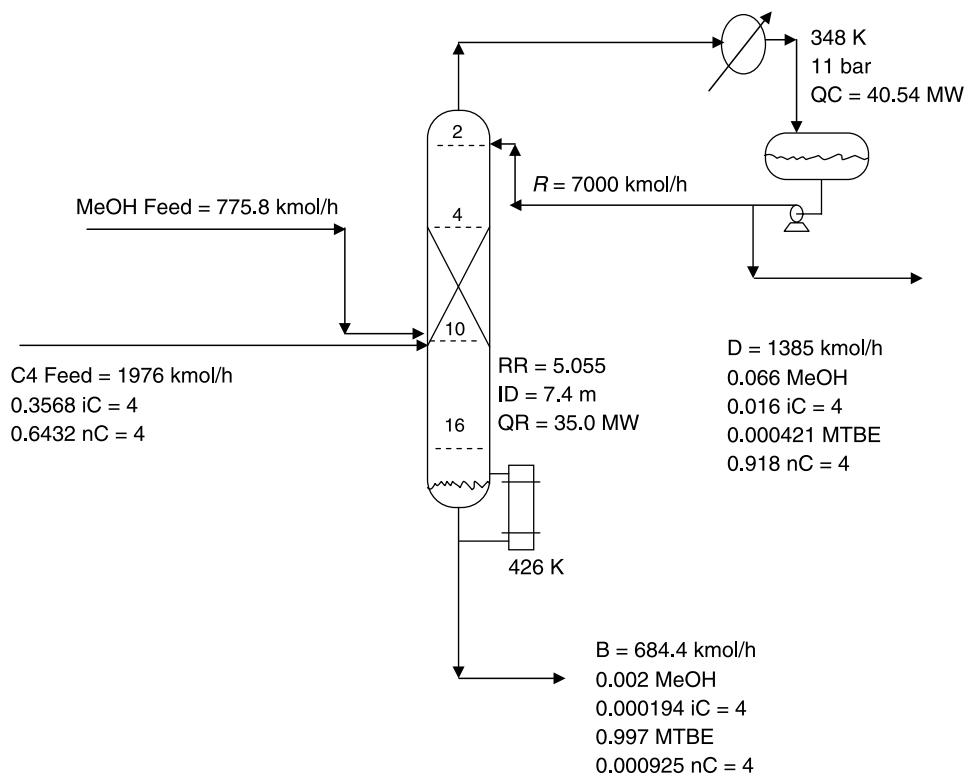 348 K
11 bar
QC = 40.54 MW
2
R = 7000 kmol/h
MeOH Feed = 775.8 kmol/h
4
10
C4 Feed = 1976 kmol/h
0.3568 iC = 4
0.6432 nC = 4
RR = 5.055
ID = 7.4 m
QR = 35.0 MW
16
D = 1385 kmol/h
0.066 MeOH
0.016 iC = 4
0.000421 MTBE
0.918 nC = 4
426 K
B = 684.4 kmol/h
0.002 MeOH
0.000194 iC = 4
0.997 MTBE
0.000925 nC = 4